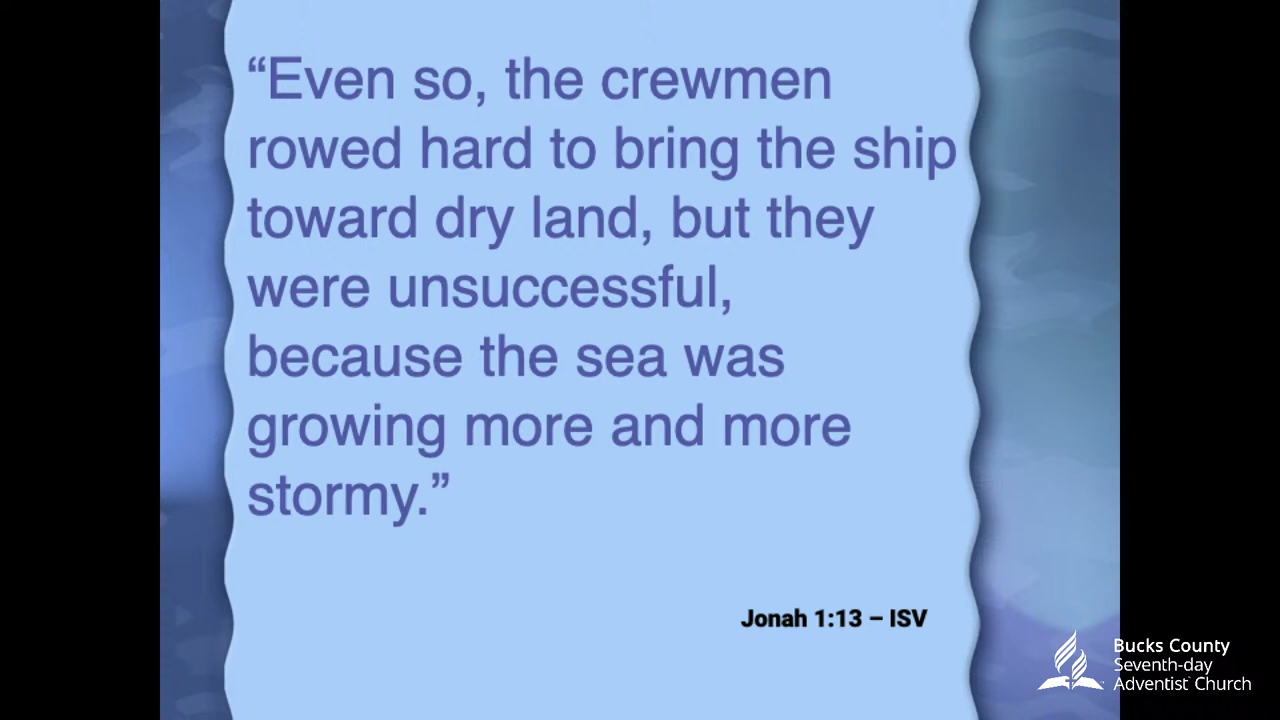 “Even so, the crewmen
rowed hard to bring the ship
toward dry land, but they
were unsuccessful,
because the sea was
growing more and more
stormy.”
Jonah 1:13 – ISV
Bucks County
Seventh-day
Adventist Church